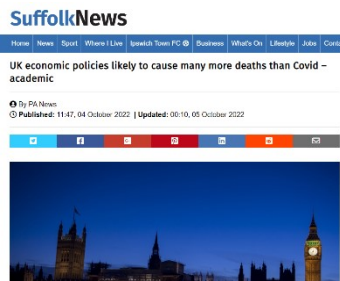 SuffolkNews
Home News Sport Where I Live Ipswich Town FC Business What's On Lifestyle Jobs
UK economic policies likely to cause many more deaths than Covid –
academic
By PA News
Published: 11:47, 04 October 2022 | Updated: 00:10, 05 October 2022